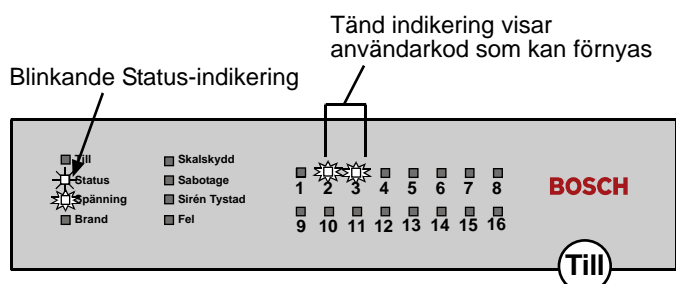 Tänd indikering visar
användarkod som kan förnyas
Blinkande Status-indikering
Till
Status
Spänning
Brand
Skalskydd
Sabotage
Sirén Tystad
Fel
1 2 3 4 5 6 7 8
9 10 11 12 13 14 15 16
BOSCH
Till